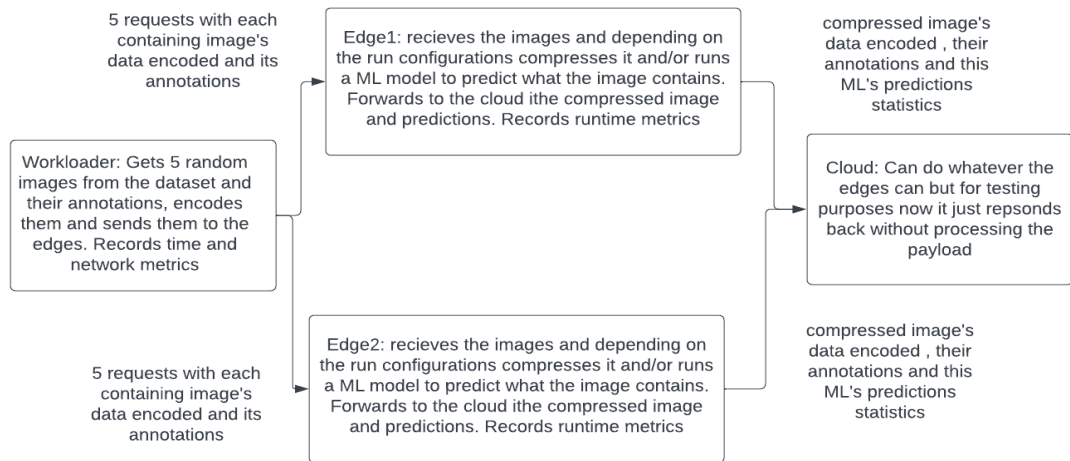 5 requests with each
containing image's
data encoded and its
annotations
Edge1: recieves the images and depending on
the run configurations compresses it and/or runs
a ML model to predict what the image contains.
Forwards to the cloud ithe compressed image
and predictions. Records runtime metrics
compressed image's
data encoded , their
annotations and this
ML's predictions
statistics
Workloader: Gets 5 random
images from the dataset and
their annotations, encodes
them and sends them to the
edges. Records time and
network metrics
Cloud: Can do whatever the
edges can but for testing
purposes now it just repsonds
back without processing the
payload
5 requests with each
containing image's
data encoded and its
annotations
Edge2: recieves the images and depending on
the run configurations compresses it and/or runs
a ML model to predict what the image contains.
Forwards to the cloud ithe compressed image
and predictions. Records runtime metrics
compressed image's
data encoded , their
annotations and this
ML's predictions
statistics